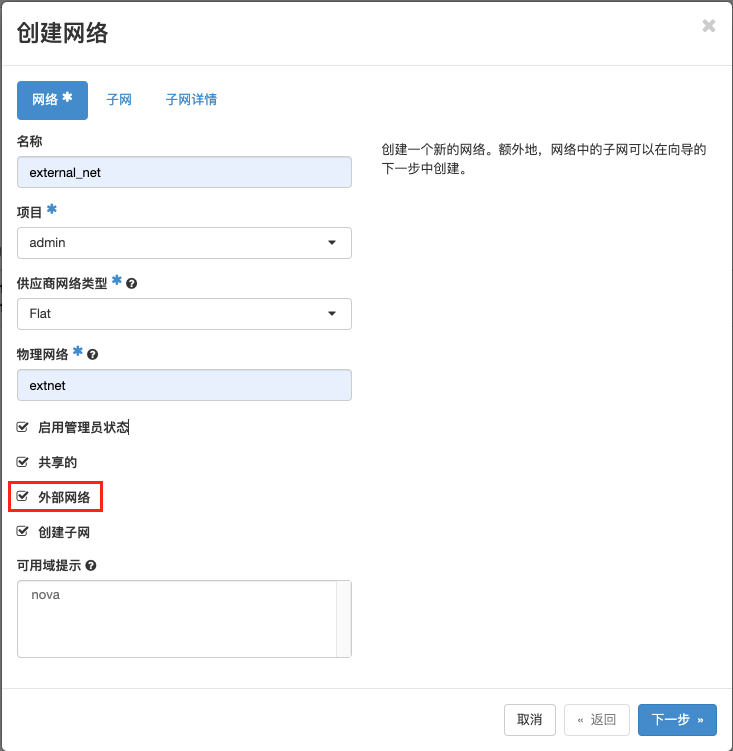 创建网络
×
网络 * 子网 子网详情
名称
external_net
创建一个新的网络。额外地，网络中的子网可以在向导的
下一步中创建。
项目 *
admin
供应商网络类型 *
Flat
物理网络 *
extnet
启用管理员状态
共享的
外部网络
创建子网
可用域提示
nova
取消 « 返回 下一步 »